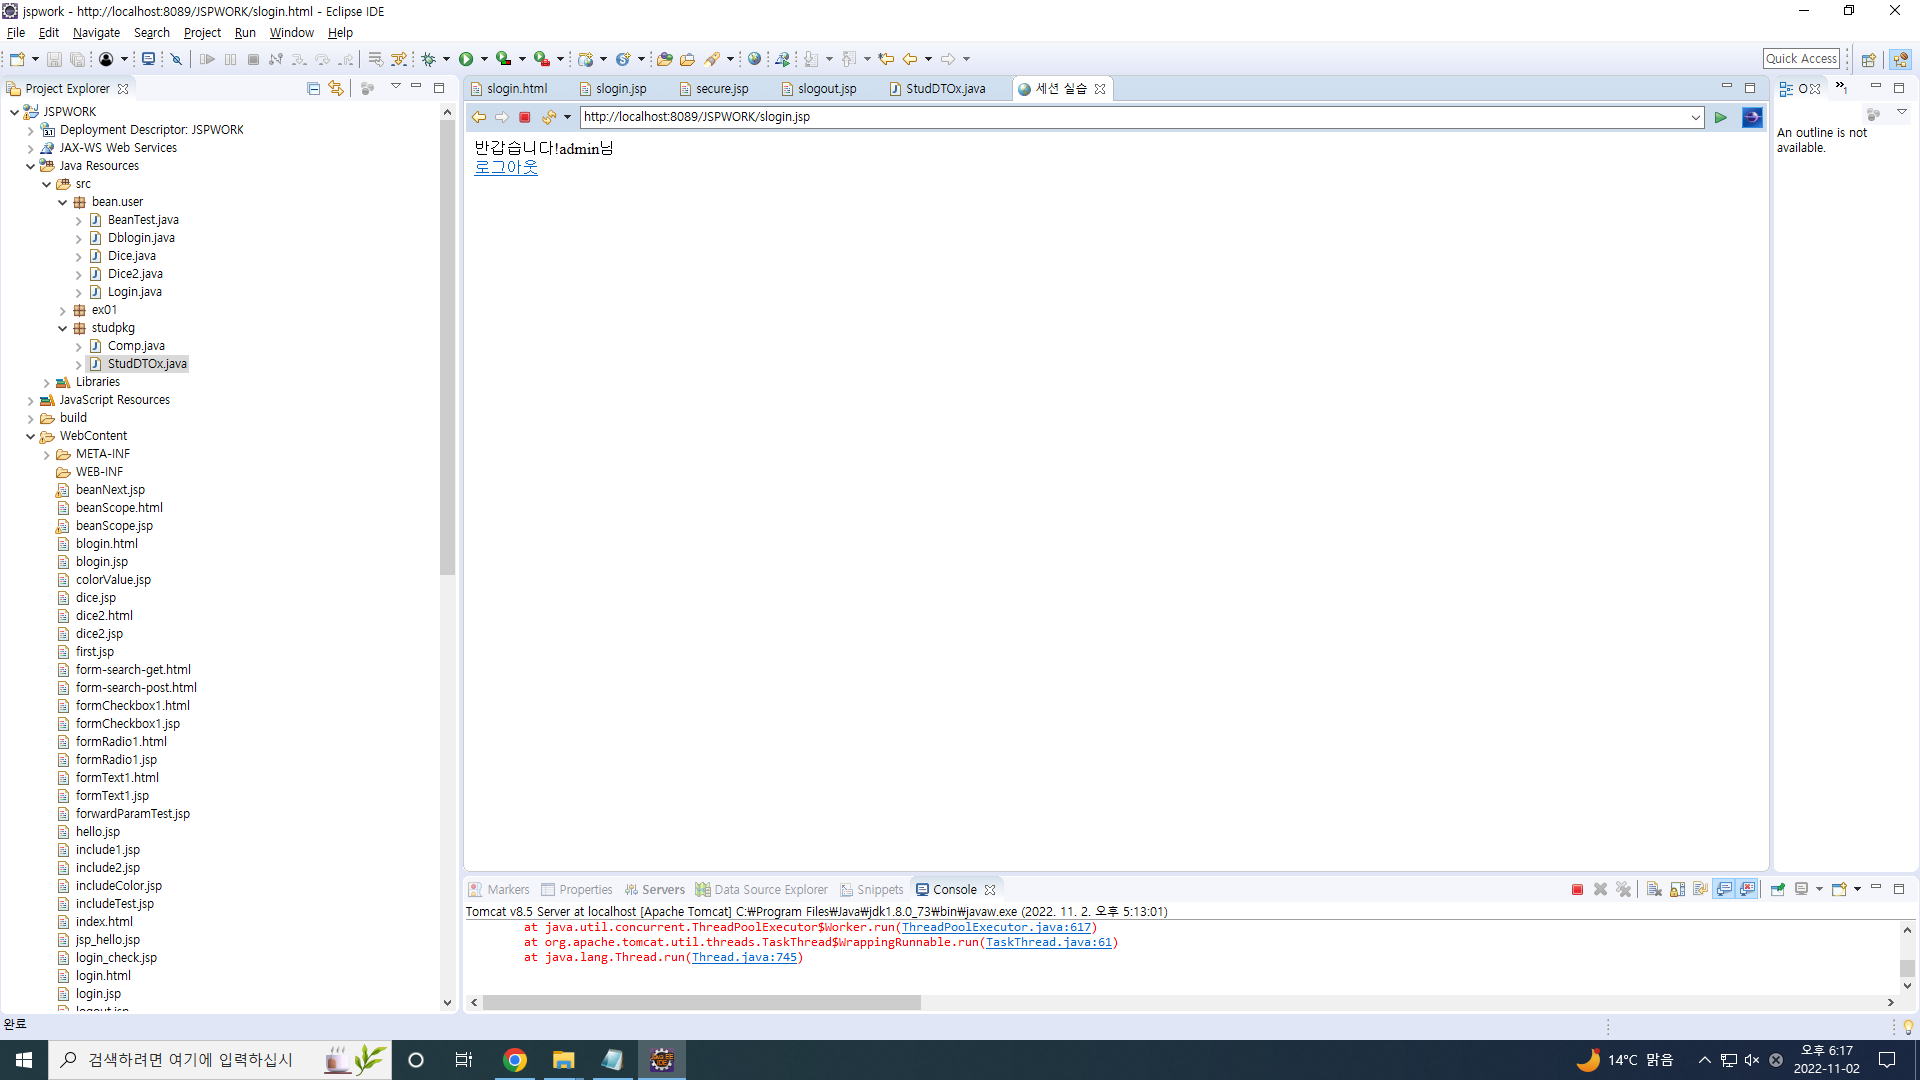 jspwork - http://localhost:8089/JSPWORK/slogin.html - Eclipse IDE
File Edit Navigate Search Project Run Window Help
Quick Access
Project Explorer
JSPWORK
Deployment Descriptor: JSPWORK
JAX-WS Web Services
Java Resources
src
bean.user
BeanTest.java
Dblogin.java
Dice.java
Dice2.java
Login.java
ex01
studpkg
Comp.java
StudDTOx.java
Libraries
JavaScript Resources
build
WebContent
META-INF
WEB-INF
beanNext.jsp
beanScope.html
beanScope.jsp
blogin.html
blogin.jsp
colorValue.jsp
dice.jsp
dice2.html
dice2.jsp
first.jsp
form-search-get.html
form-search-post.html
formCheckbox1.html
formCheckbox1.jsp
formRadio1.html
formRadio1.jsp
formText1.html
formText1.jsp
forwardParamTest.jsp
hello.jsp
include1.jsp
include2.jsp
includeColor.jsp
includeTest.jsp
index.html
jsp_hello.jsp
login_check.jsp
login.html
login.jsp
logout.jsp
slogin.html slogin.jsp secure.jsp slogout.jsp StudDTOx.java 세션 실습
http://localhost:8089/JSPWORK/slogin.jsp
반갑습니다!admin님
로그아웃
O
An outline is not
available.
Markers Properties Servers Data Source Explorer Snippets Console
Tomcat v8.5 Server at localhost [Apache Tomcat] C:₩Program Files₩Java₩jdk1.8.0_73₩bin₩javaw.exe (2022. 11. 2. 오후 5:13:01)
at java.util.concurrent.ThreadPoolExecutor$Worker.run(ThreadPoolExecutor.java:617)
at org.apache.tomcat.util.threads.TaskThread$WrappingRunnable.run(TaskThread.java:61)
at java.lang.Thread.run(Thread.java:745)
완료
검색하려면 여기에 입력하십시
14°C 맑음
오후 6:17
2022-11-02